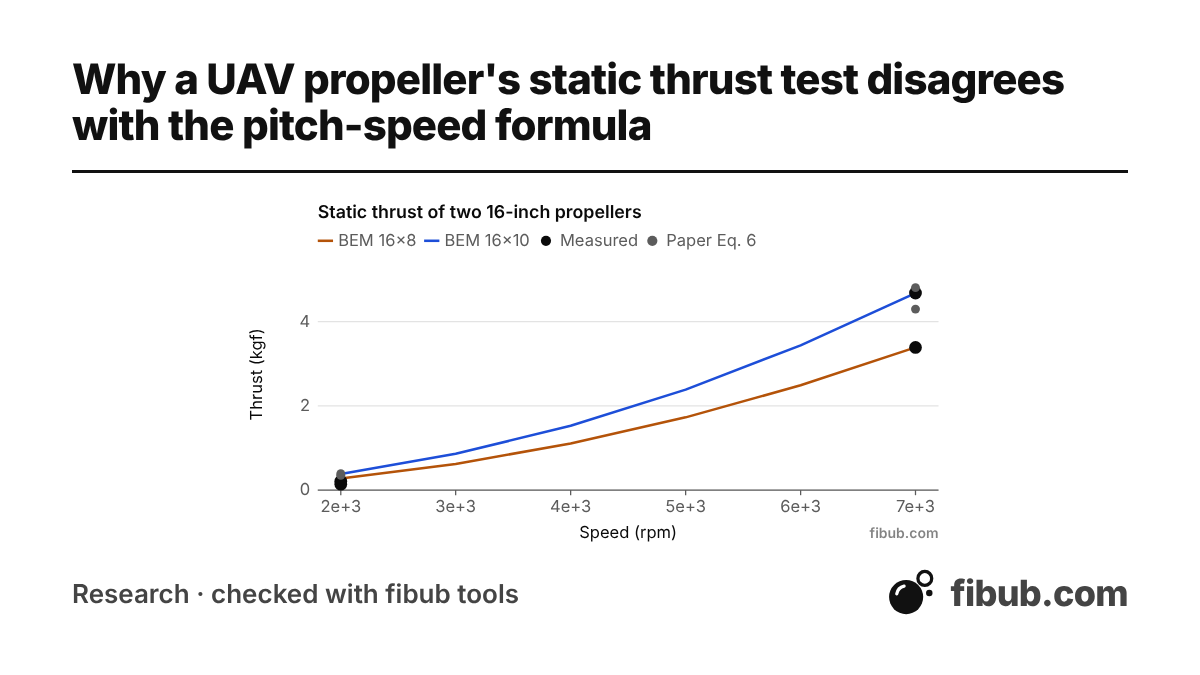 Why a UAV propeller's static thrust test disagrees
with the pitch-speed formula
Static thrust of two 16-inch propellers
BEM 16×8 BEM 16×10 Measured Paper Eq. 6
Thrust (kgf)
4
2
0
2e+3 3e+3 4e+3 5e+3 6e+3 7e+3
Speed (rpm)
fibub.com
Research · checked with fibub tools
fibub.com